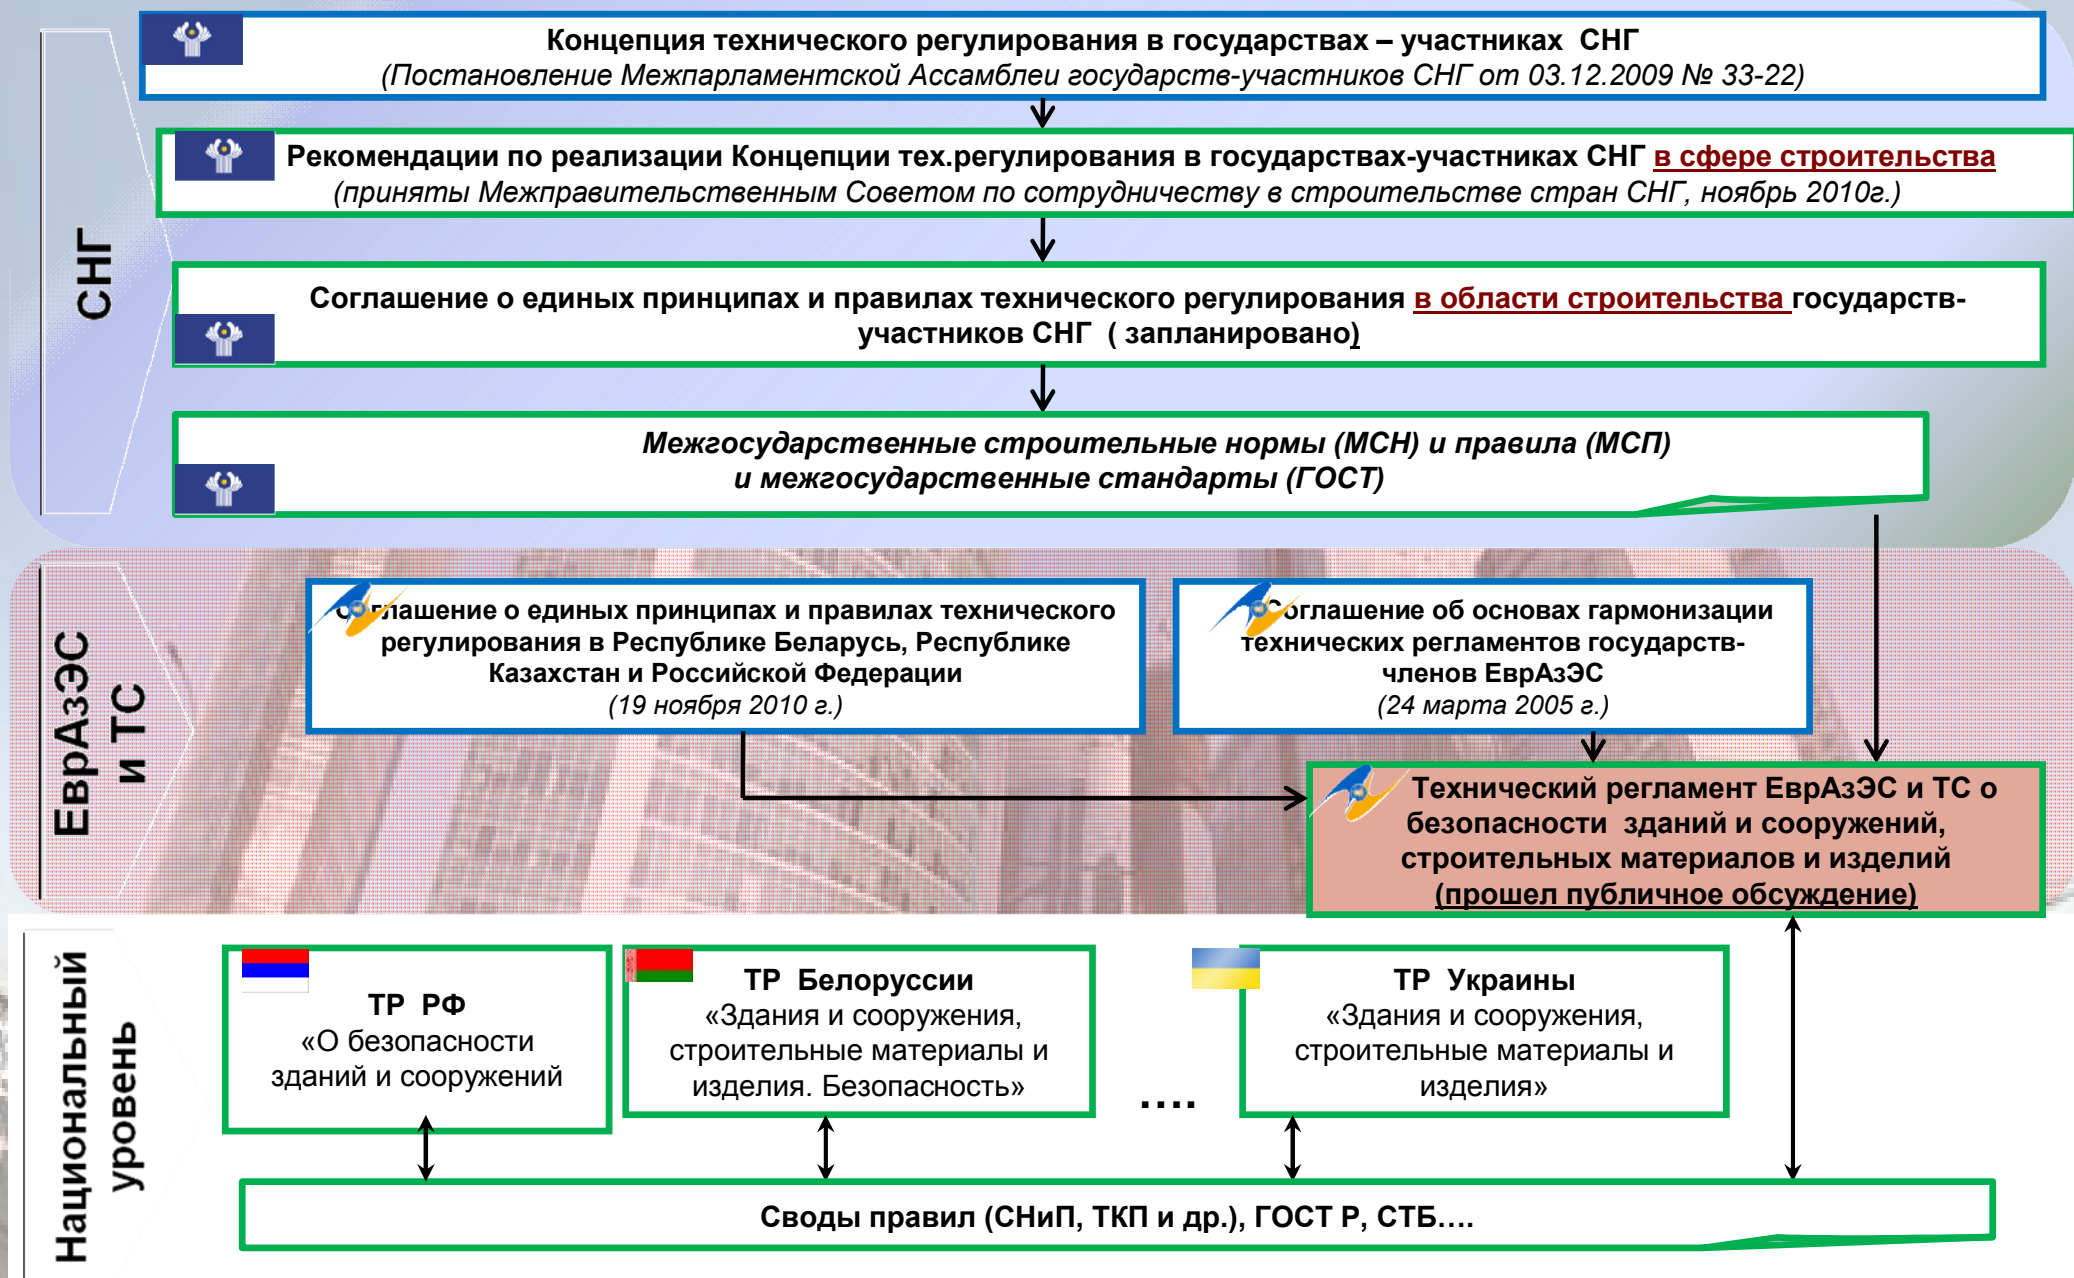 СНГ
Концепция технического регулирования в государствах – участниках СНГ
(Постановление Межпарламентской Ассамблеи государств-участников СНГ от 03.12.2009 № 33-22)
Рекомендации по реализации Концепции тех.регулирования в государствах-участниках СНГ в сфере строительства
(приняты Межправительственным Советом по сотрудничеству в строительстве стран СНГ, ноябрь 2010г.)
Соглашение о единых принципах и правилах технического регулирования в области строительства государств-
участников СНГ ( запланировано)
Межгосударственные строительные нормы (МСН) и правила (МСП)
и межгосударственные стандарты (ГОСТ)
ЕврАзЭС
и ТС
Соглашение о единых принципах и правилах технического
регулирования в Республике Беларусь, Республике
Казахстан и Российской Федерации
(19 ноября 2010 г.)
Соглашение об основах гармонизации
технических регламентов государств-
членов ЕврАзЭС
(24 марта 2005 г.)
Технический регламент ЕврАзЭС и ТС о
безопасности зданий и сооружений,
строительных материалов и изделий
(прошел публичное обсуждение)
Национальный
уровень
ТР РФ
«О безопасности
зданий и сооружений
ТР Белоруссии
«Здания и сооружения,
строительные материалы и
изделия. Безопасность»
....
ТР Украины
«Здания и сооружения,
строительные материалы и
изделия»
Своды правил (СНиП, ТКП и др.), ГОСТ Р, СТБ….